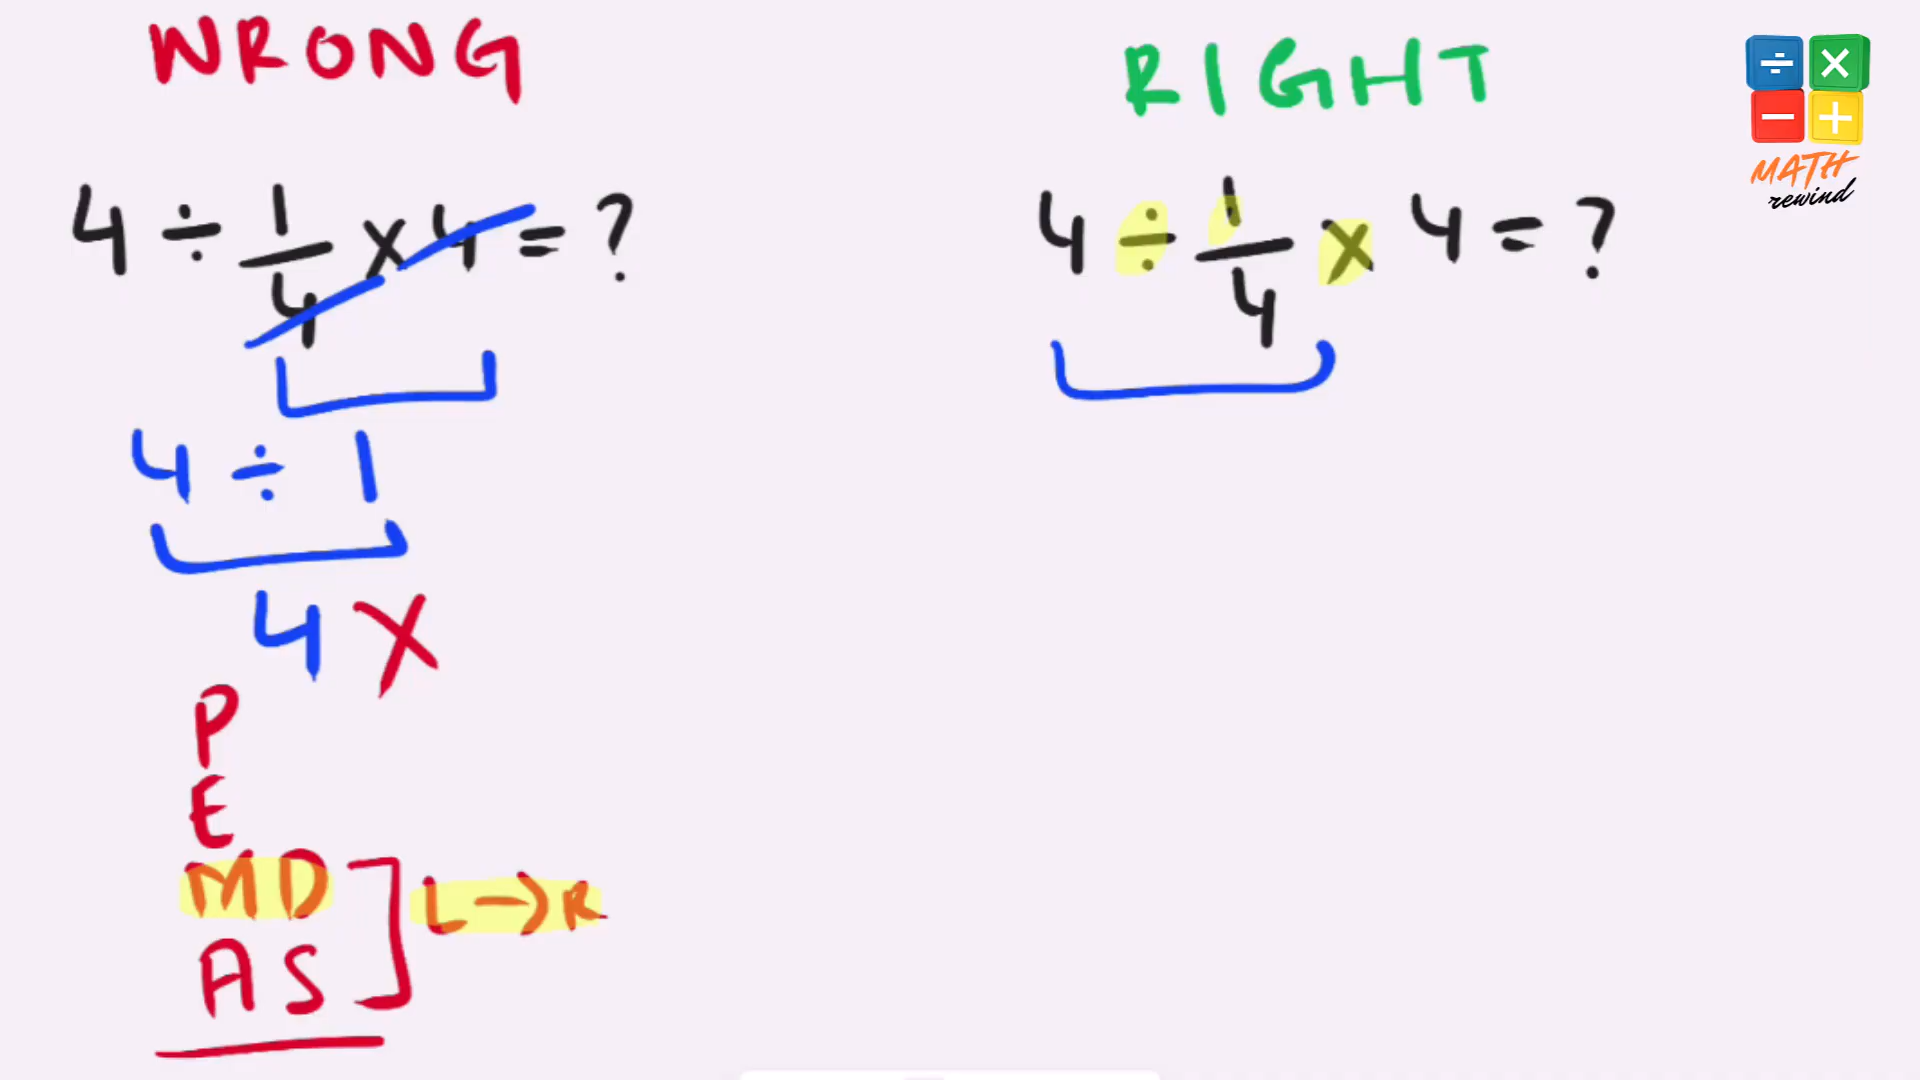 WRONG
4 ÷ 1/4 x 4 = ?
4 ÷ 1
4 X
P
E
MD
AS
L → R
RIGHT
4 ÷ 1/4 x 4 = ?
÷ ×
− +
MATH
rewind